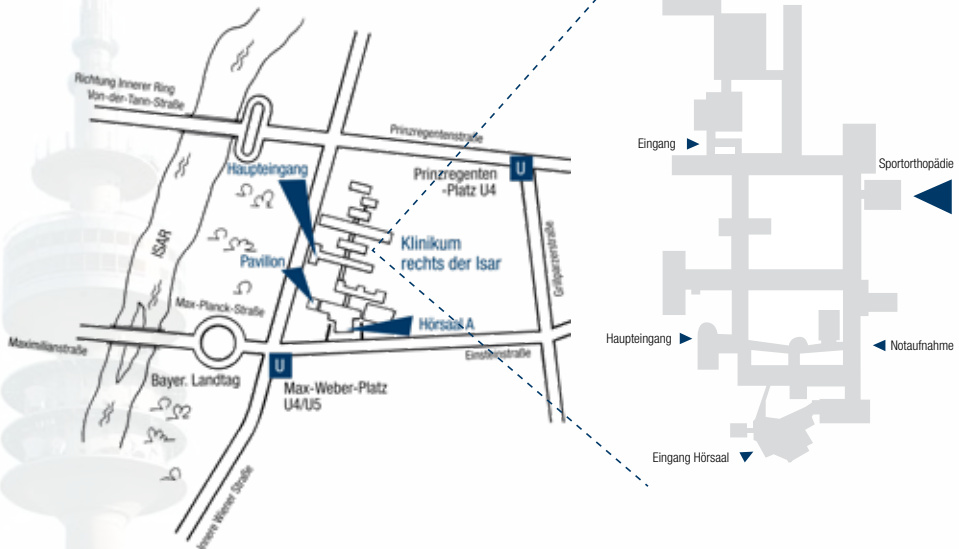 Richtung Innerer Ring
Von-der-Tann-Straße
Prinzregentenstraße
Haupteingang
U
Prinzregenten
-Platz U4
ISAR
Klinikum
rechts der Isar
Pavillon
Grillparzerstraße
Max-Planck-Straße
Hörsaal A
Maximilianstraße
Einsteinstraße
Bayer. Landtag
U
Max-Weber-Platz
U4/U5
Innere Wiener Straße
Eingang
Sportorthopädie
Haupteingang
Notaufnahme
Eingang Hörsaal